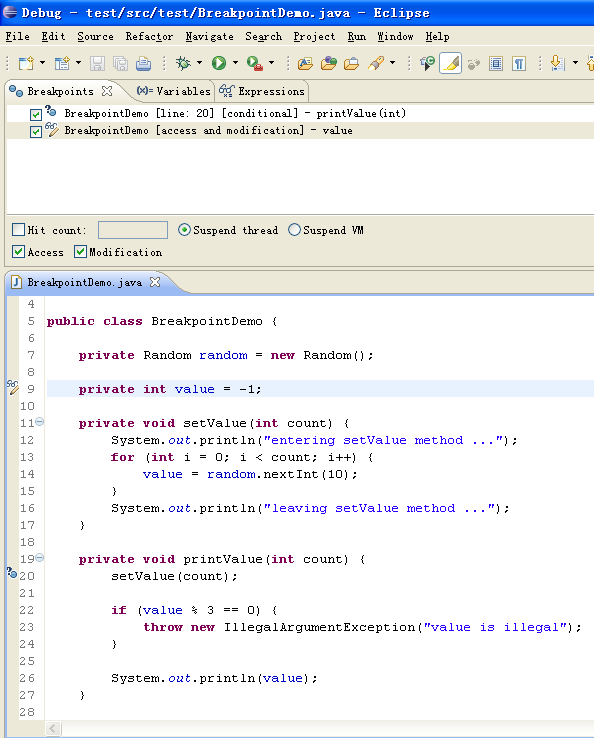 Debug - test/src/test/BreakpointDemo.java - Eclipse
File Edit Source Refactor Navigate Search Project Run Window Help
Breakpoints (x)= Variables Expressions
BreakpointDemo [line: 20] [conditional] - printValue(int)
BreakpointDemo [access and modification] - value
Hit count: Suspend thread Suspend VM
Access Modification
BreakpointDemo.java
4
5 public class BreakpointDemo {
6
7 private Random random = new Random();
8
9 private int value = -1;
10
11 private void setValue(int count) {
12 System.out.println("entering setValue method ...");
13 for (int i = 0; i < count; i++) {
14 value = random.nextInt(10);
15 }
16 System.out.println("leaving setValue method ...");
17 }
18
19 private void printValue(int count) {
20 setValue(count);
21
22 if (value % 3 == 0) {
23 throw new IllegalArgumentException("value is illegal");
24 }
25
26 System.out.println(value);
27 }
28